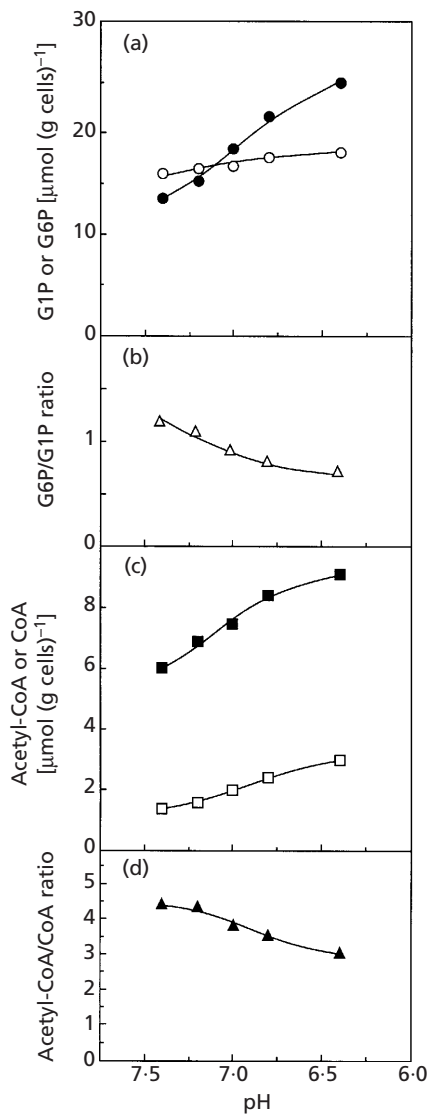 (a)
30
20
10
0
G1P or G6P [μmol (g cells)⁻¹]
(b)
1
0
G6P/G1P ratio
(c)
8
6
4
2
0
Acetyl-CoA or CoA
[μmol (g cells)⁻¹]
(d)
5
4
3
2
1
0
Acetyl-CoA/CoA ratio
7·5 7·0 6·5 6·0
pH